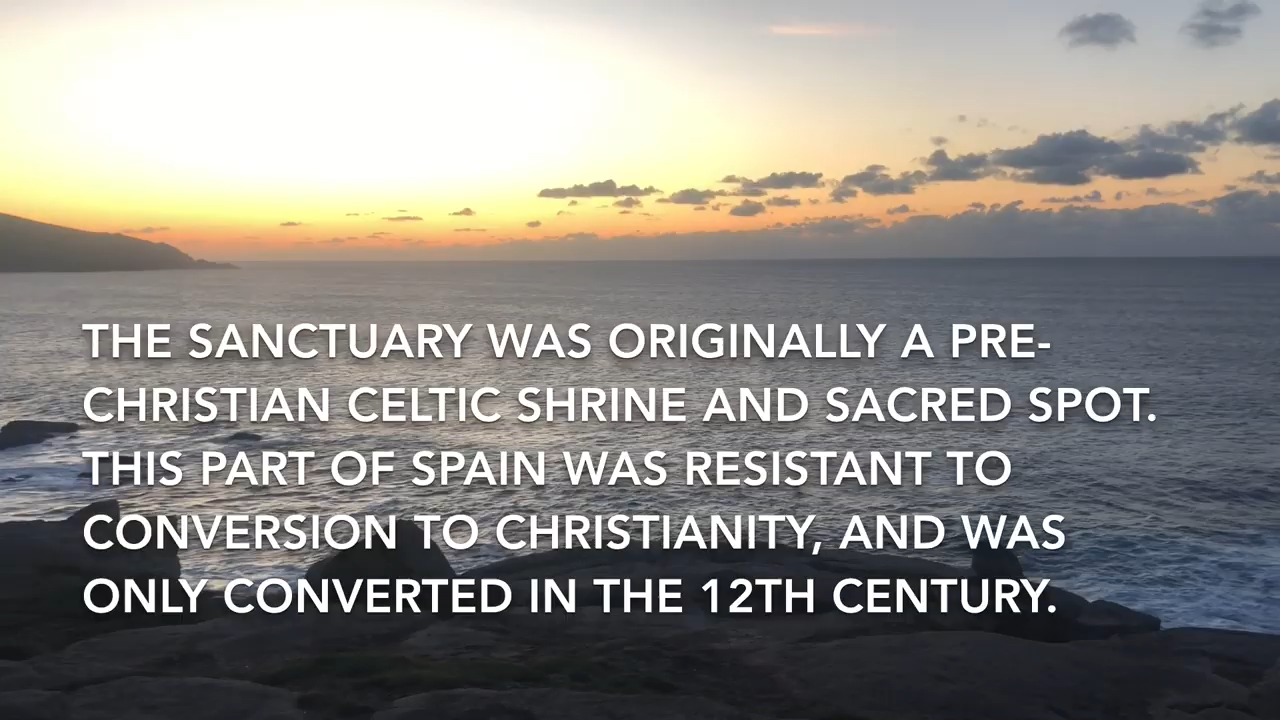 THE SANCTUARY WAS ORIGINALLY A PRE-
CHRISTIAN CELTIC SHRINE AND SACRED SPOT.
THIS PART OF SPAIN WAS RESISTANT TO
CONVERSION TO CHRISTIANITY, AND WAS
ONLY CONVERTED IN THE 12TH CENTURY.